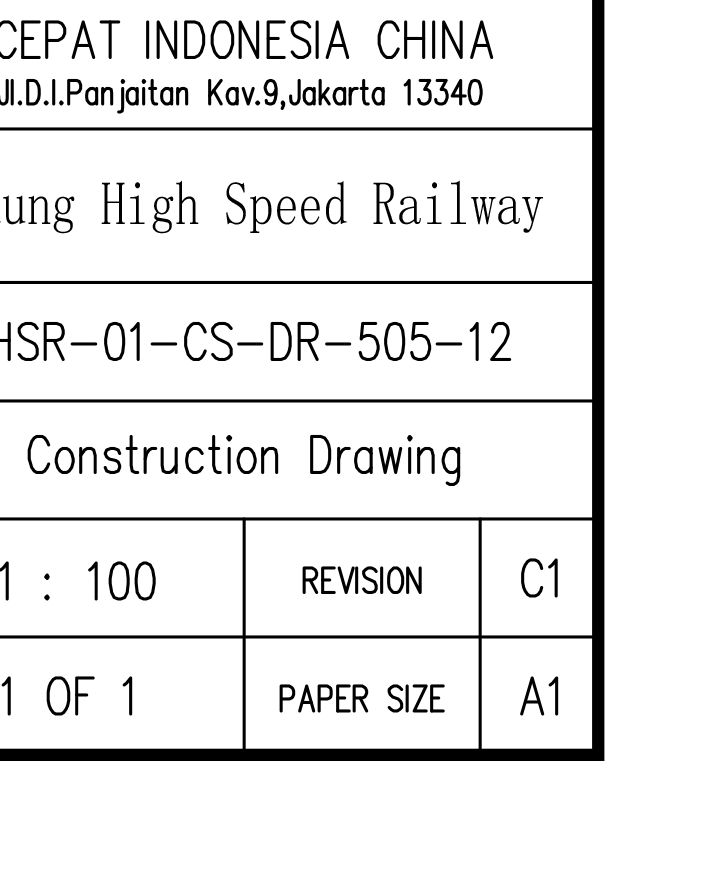 CEPAT INDONESIA CHINA
Jl.D.I.Panjaitan Kav.9,Jakarta 13340
ung High Speed Railway
HSR-01-CS-DR-505-12
Construction Drawing
1 : 100 REVISION C1
1 OF 1 PAPER SIZE A1